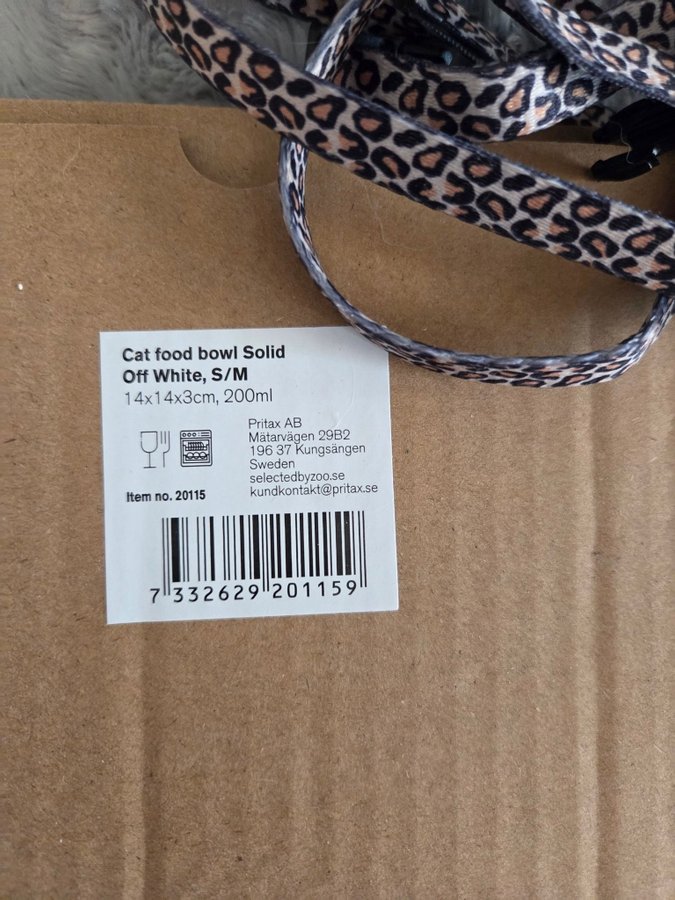 Cat food bowl Solid
Off White, S/M
14x14x3cm, 200ml
Pritax AB
Mätarvägen 29B2
196 37 Kungsängen
Sweden
selectedbyzoo.se
kundkontakt@pritax.se
Item no. 20115
7 332629 201159